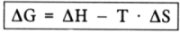 ΔG = ΔH − T · ΔS